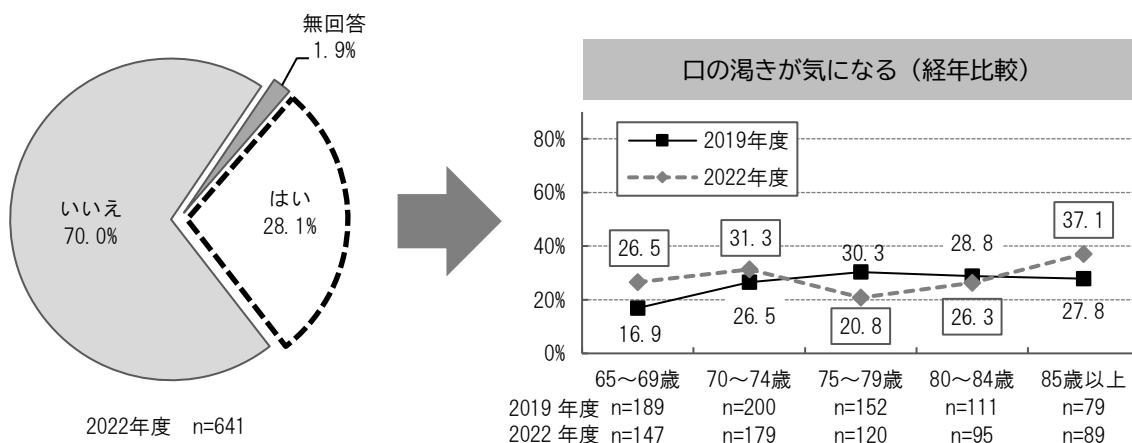 無回答
1.9%
いいえ
70.0%
はい
28.1%
2022年度 n=641
口の渇きが気になる（経年比較）
80%
60%
40%
20%
0%
2019年度
2022年度
26.5
31.3
30.3
28.8
37.1
16.9
26.5
20.8
26.3
27.8
65～69歳 70～74歳 75～79歳 80～84歳 85歳以上
2019 年度 n=189 n=200 n=152 n=111 n=79
2022 年度 n=147 n=179 n=120 n=95 n=89